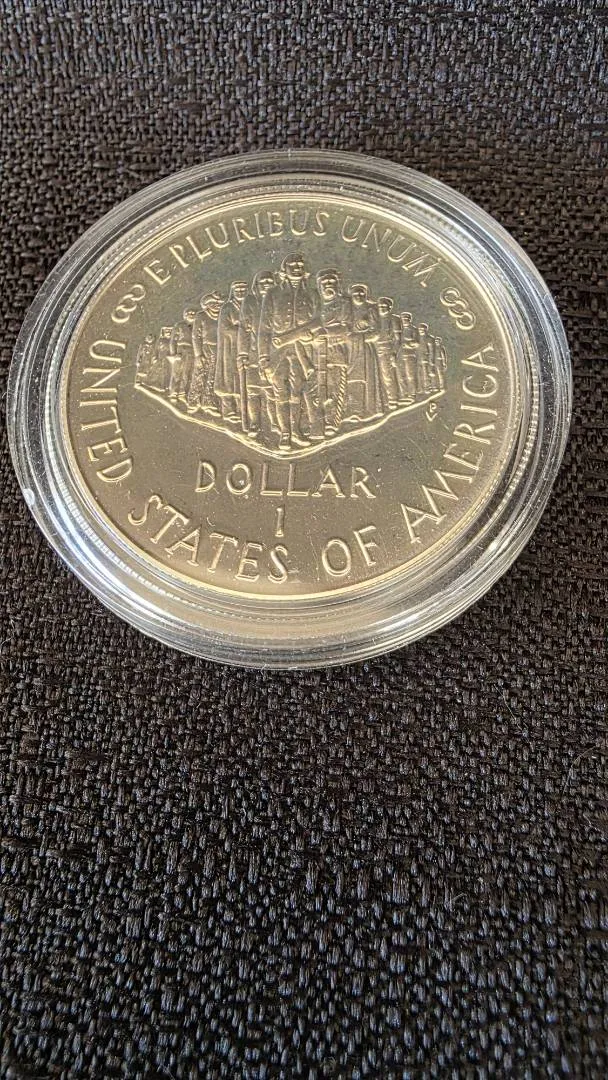 E·PLURIBUS UNUM
P
DOLLAR
1
UNITED STATES OF AMERICA